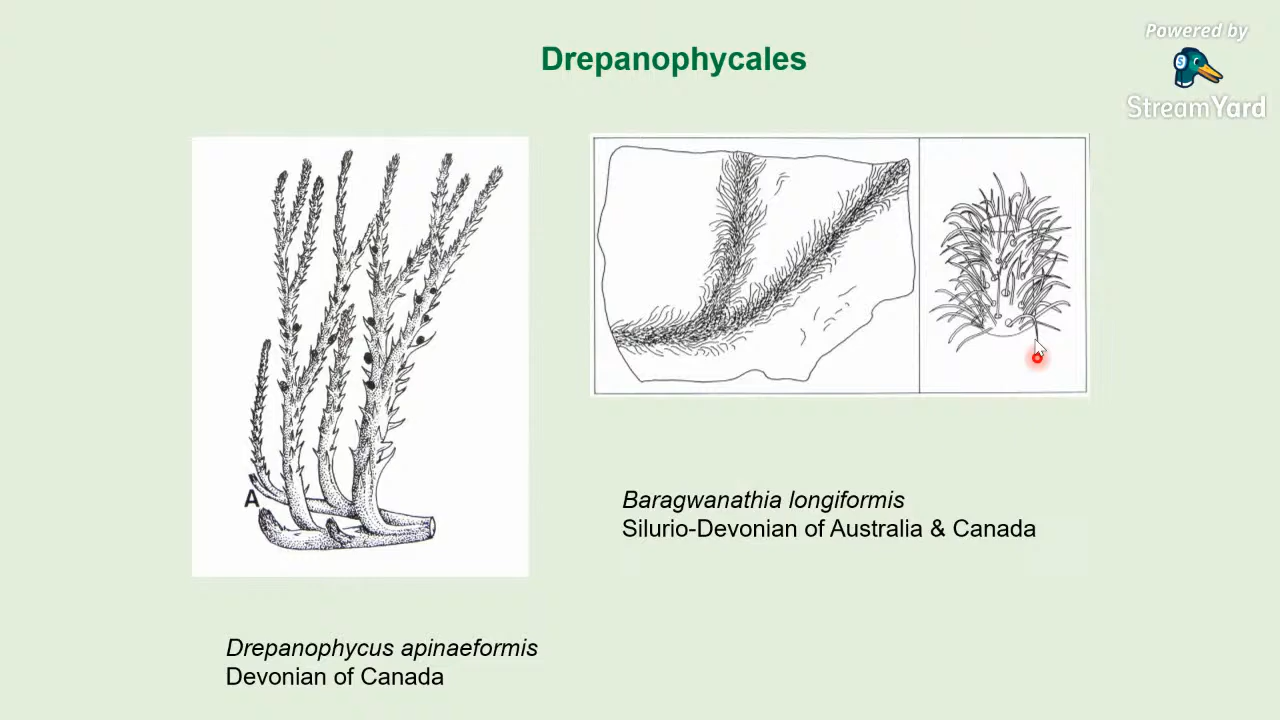 Drepanophycales
Powered by
StreamYard
A
Baragwanathia longiformis
Silurio-Devonian of Australia & Canada
Drepanophycus apinaeformis
Devonian of Canada